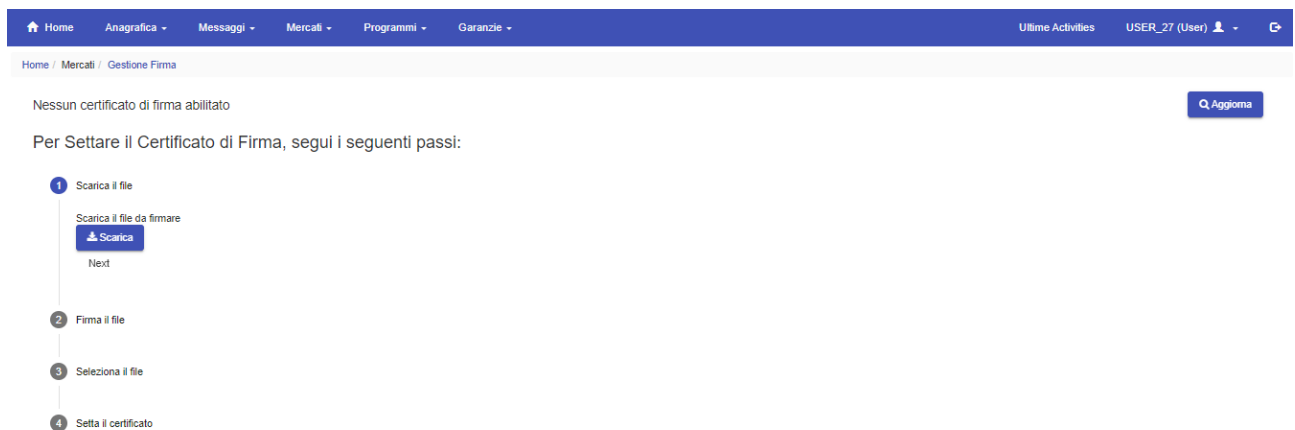 Home Anagrafica Messaggi Mercati Programmi Garanzie Ultime Activities USER_27 (User)
Home / Mercati / Gestione Firma
Nessun certificato di firma abilitato
Aggiorna
Per Settare il Certificato di Firma, segui i seguenti passi:
1 Scarica il file
Scarica il file da firmare
Scarica
Next
2 Firma il file
3 Seleziona il file
4 Setta il certificato